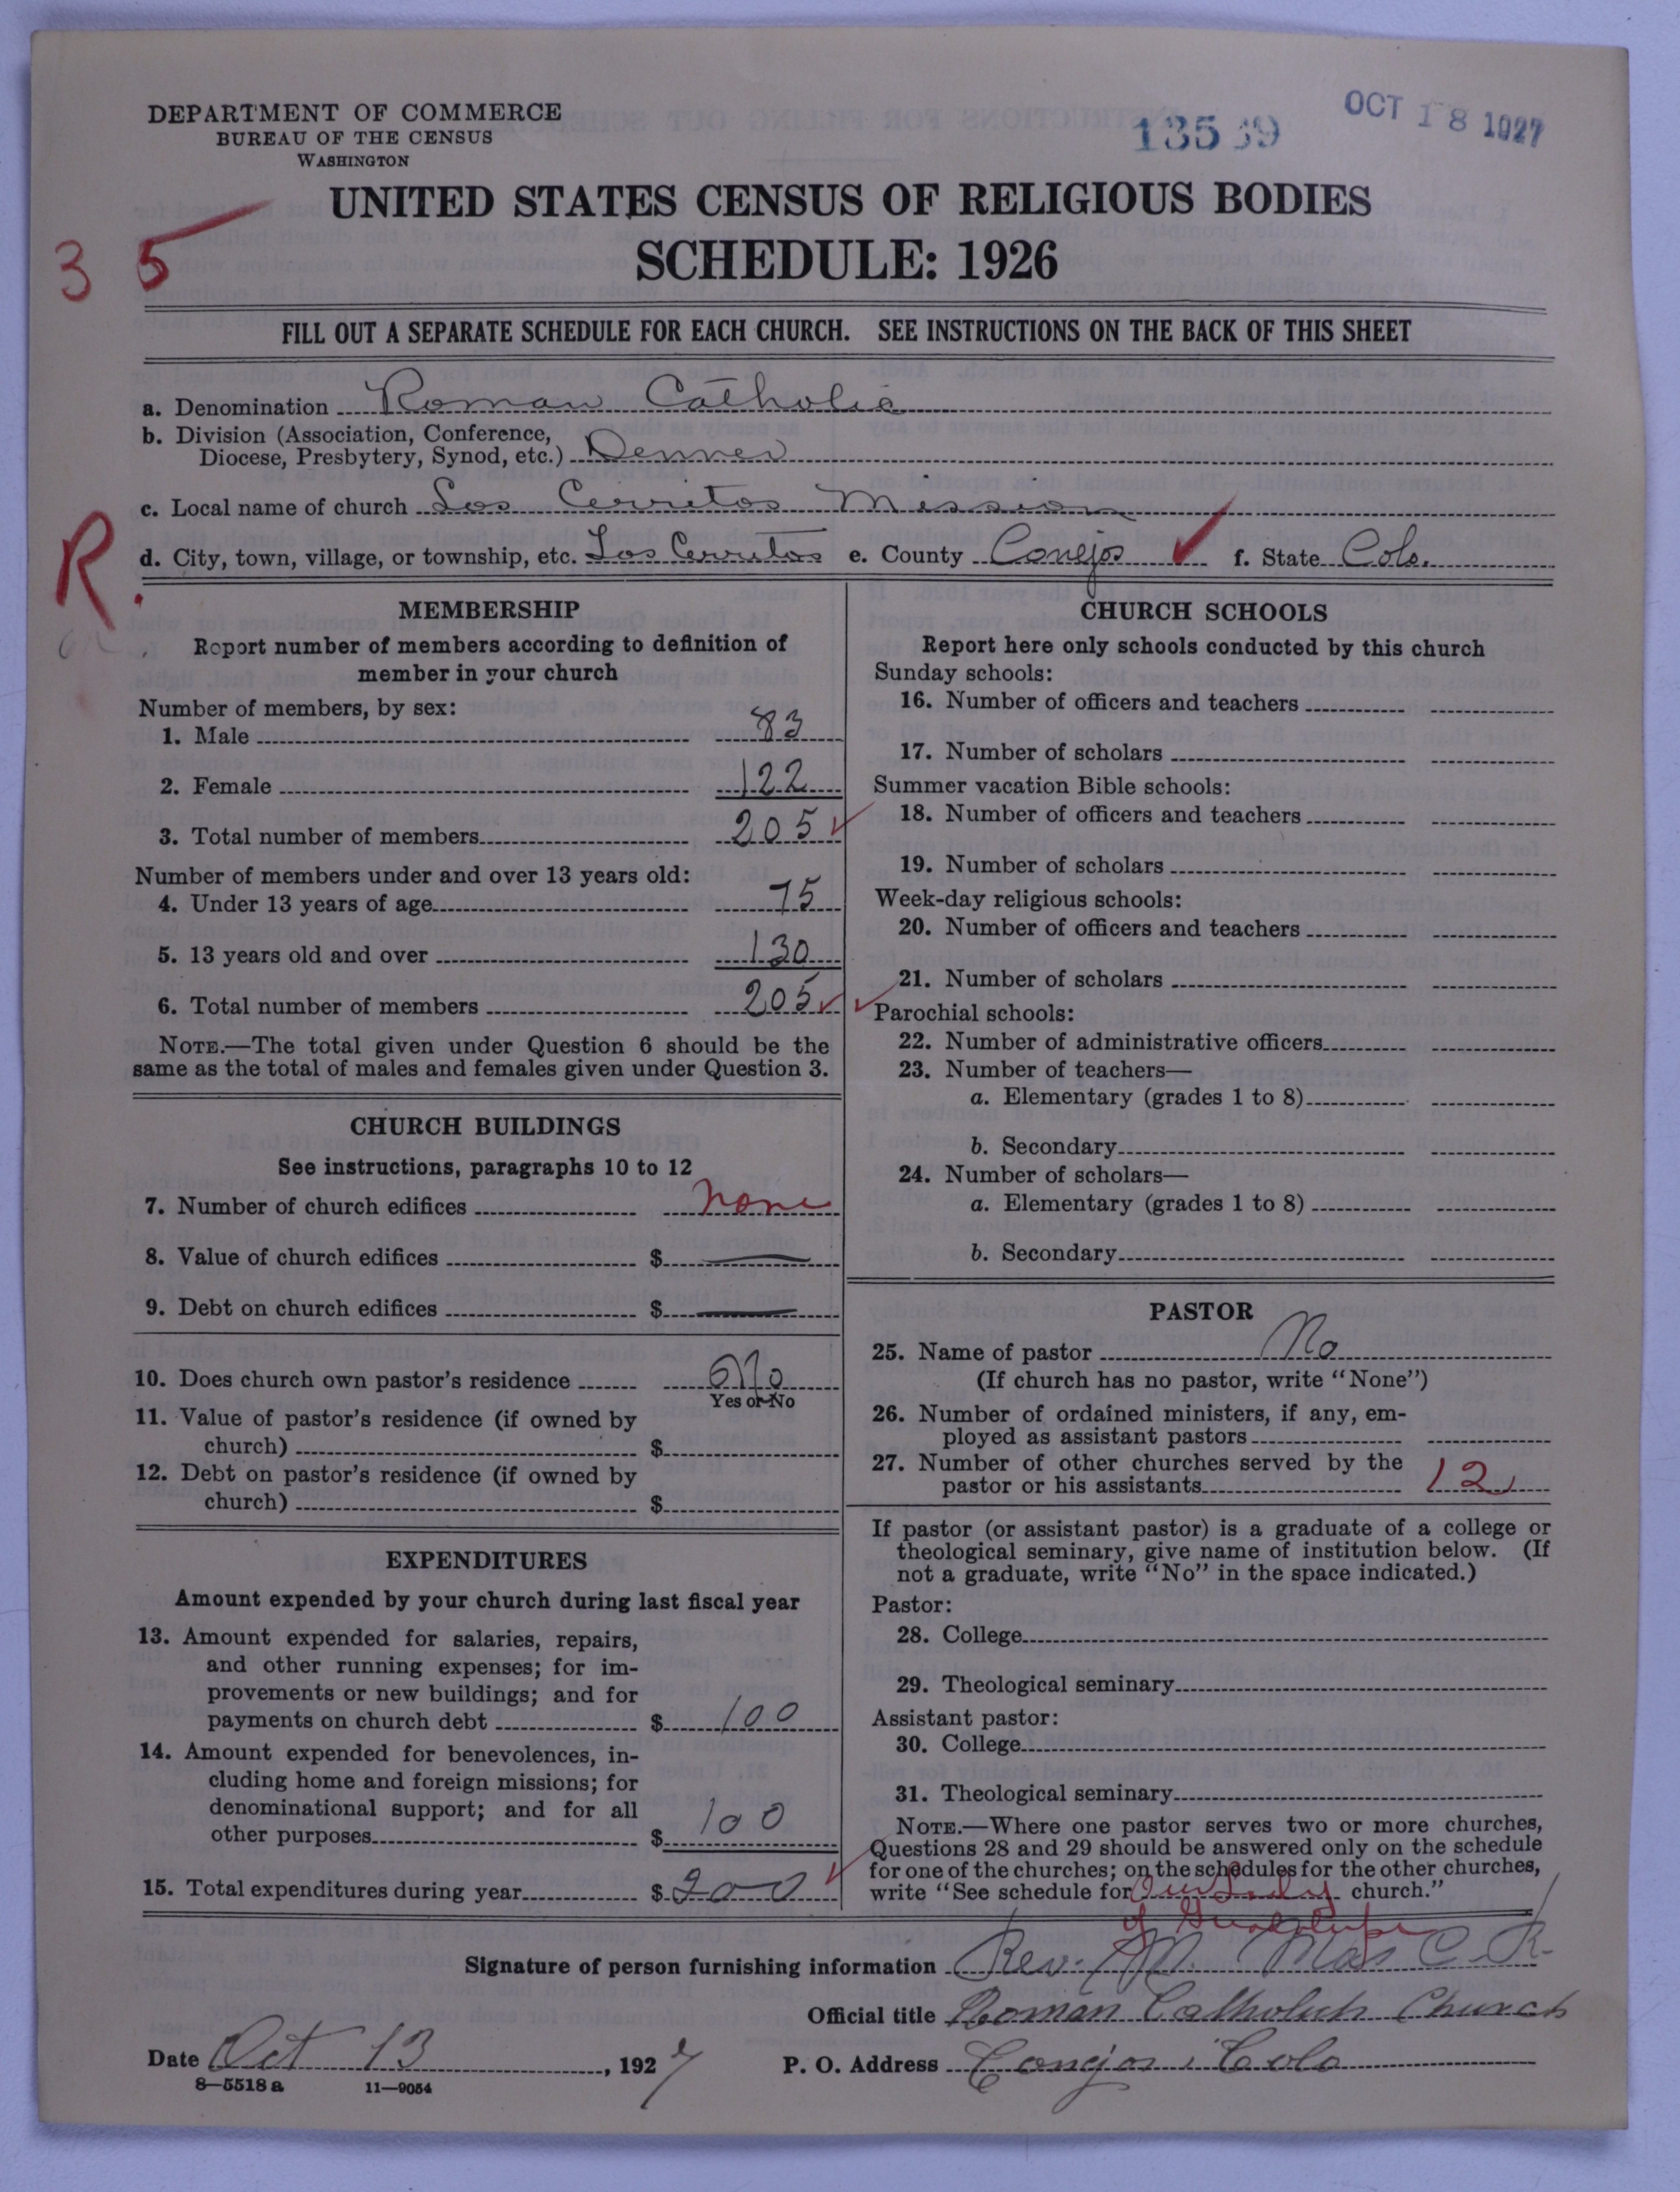 DEPARTMENT OF COMMERCE
BUREAU OF THE CENSUS
WASHINGTON
13539
OCT 18 1927
UNITED STATES CENSUS OF RELIGIOUS BODIES
SCHEDULE: 1926
3 5
FILL OUT A SEPARATE SCHEDULE FOR EACH CHURCH. SEE INSTRUCTIONS ON THE BACK OF THIS SHEET
a. Denomination Roman Catholic
b. Division (Association, Conference,
Diocese, Presbytery, Synod, etc.) Denver
c. Local name of church Los Cerritos Mission
d. City, town, village, or township, etc. Los Cerritos e. County Conejos ✓ f. State Colo.
R.
MEMBERSHIP
Report number of members according to definition of
member in your church
Number of members, by sex:
1. Male 83
2. Female 122
3. Total number of members 205 ✓
Number of members under and over 13 years old:
4. Under 13 years of age 75
5. 13 years old and over 130
6. Total number of members 205 ✓ ✓
NOTE.—The total given under Question 6 should be the
same as the total of males and females given under Question 3.
CHURCH BUILDINGS
See instructions, paragraphs 10 to 12
7. Number of church edifices none
8. Value of church edifices $ —
9. Debt on church edifices $ —
10. Does church own pastor's residence No
Yes or No
11. Value of pastor's residence (if owned by
church) $
12. Debt on pastor's residence (if owned by
church) $
EXPENDITURES
Amount expended by your church during last fiscal year
13. Amount expended for salaries, repairs,
and other running expenses; for im-
provements or new buildings; and for
payments on church debt $ 100
14. Amount expended for benevolences, in-
cluding home and foreign missions; for
denominational support; and for all
other purposes $ 100
15. Total expenditures during year $ 200 ✓
CHURCH SCHOOLS
Report here only schools conducted by this church
Sunday schools:
16. Number of officers and teachers
17. Number of scholars
Summer vacation Bible schools:
18. Number of officers and teachers
19. Number of scholars
Week-day religious schools:
20. Number of officers and teachers
21. Number of scholars
Parochial schools:
22. Number of administrative officers
23. Number of teachers—
a. Elementary (grades 1 to 8)
b. Secondary
24. Number of scholars—
a. Elementary (grades 1 to 8)
b. Secondary
PASTOR
25. Name of pastor No
(If church has no pastor, write "None")
26. Number of ordained ministers, if any, em-
ployed as assistant pastors
27. Number of other churches served by the
pastor or his assistants 12
If pastor (or assistant pastor) is a graduate of a college or
theological seminary, give name of institution below. (If
not a graduate, write "No" in the space indicated.)
Pastor:
28. College
29. Theological seminary
Assistant pastor:
30. College
31. Theological seminary
NOTE.—Where one pastor serves two or more churches,
Questions 28 and 29 should be answered only on the schedule
for one of the churches; on the schedules for the other churches,
write "See schedule for Our Lady church."
of Guadalupe
Signature of person furnishing information Rev. M. Mas C. R.
Official title Roman Catholich Church
Date Oct 13, 1927 P. O. Address Conejos, Colo
8—5518a 11—9054